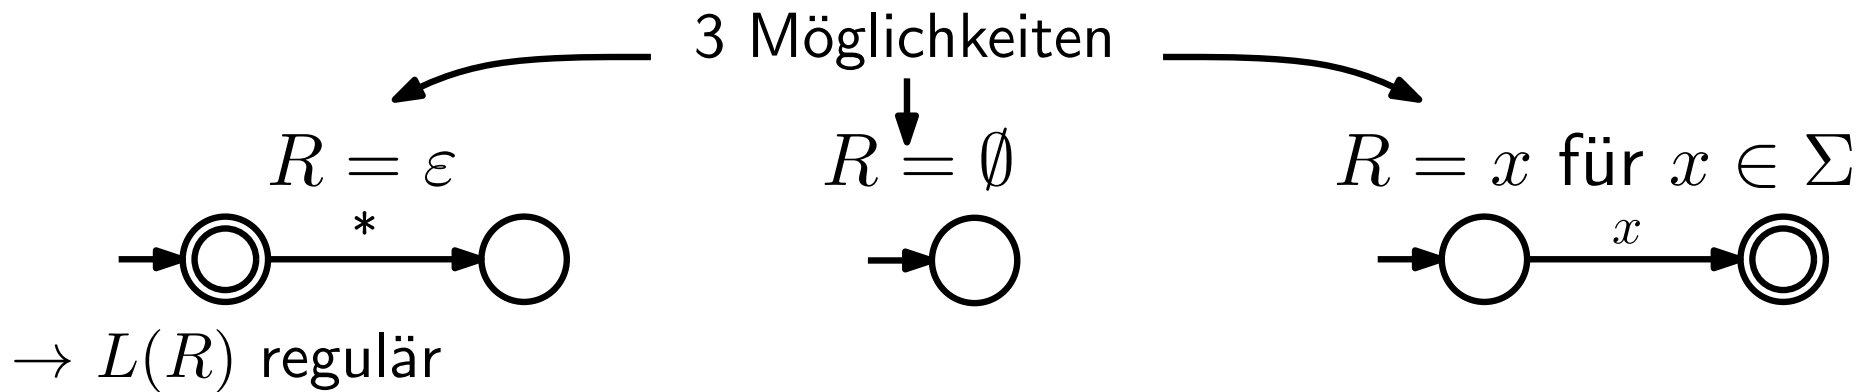 3 Möglichkeiten
R = ε
R = ∅
R = x für x ∈ Σ
*
x
→ L(R) regulär